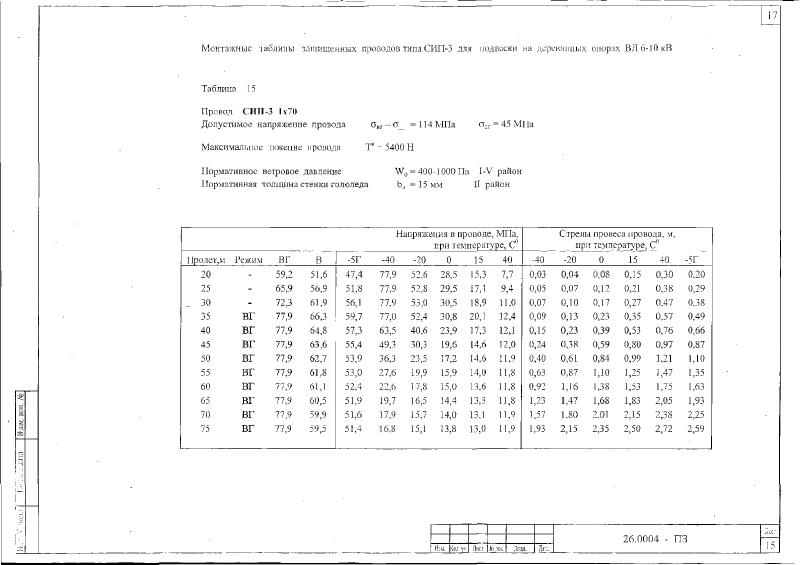 17
Монтажные таблицы защищенных проводов типа СИП-3 для подвески на деревянных опорах ВЛ 6-10 кВ
Таблица 15
Провод СИП-3 1x70
Допустимое напряжение провода = 114 МПа σсг = 45 МПа
Максимальное тяжение провода = 5400 Н
Нормативное ветровое давление W₀ = 400-1000 Па I-V район
Нормативная толщина стенки гололеда = 15 мм II район
Напряжения в проводе, МПа, Стрелы провеса провода, м,
при температуре, С⁰ при температуре, С⁰
Пролет,м Режим ВГ В -5Г -40 -20 0 15 40 -40 -20 0 15 40 -5Г
20 - 59,2 51,6 47,4 77,9 52,6 28,5 15,3 7,7 0,03 0,04 0,08 0,15 0,30 0,20
25 - 65,9 56,9 51,8 77,9 52,8 29,5 17,1 9,4 0,05 0,07 0,12 0,21 0,38 0,29
30 - 72,3 61,9 56,1 77,9 53,0 30,5 18,9 11,0 0,07 0,10 0,17 0,27 0,47 0,38
35 ВГ 77,9 66,3 59,7 77,0 52,4 30,8 20,1 12,4 0,09 0,13 0,23 0,35 0,57 0,49
40 ВГ 77,9 64,8 57,3 63,5 40,6 23,9 17,3 12,1 0,15 0,23 0,39 0,53 0,76 0,66
45 ВГ 77,9 63,6 55,4 49,3 30,3 19,6 14,6 12,0 0,24 0,38 0,59 0,80 0,97 0,87
50 ВГ 77,9 62,7 53,9 36,3 23,5 17,2 14,6 11,9 0,40 0,61 0,84 0,99 1,21 1,10
55 ВГ 77,9 61,8 53,0 27,6 19,9 15,9 14,0 11,8 0,63 0,87 1,10 1,25 1,47 1,35
60 ВГ 77,9 61,1 52,4 22,6 17,8 15,0 13,6 11,8 0,92 1,16 1,38 1,53 1,75 1,63
65 ВГ 77,9 60,5 51,9 19,7 16,5 14,4 13,3 11,8 1,23 1,47 1,68 1,83 2,05 1,93
70 ВГ 77,9 59,9 51,6 17,9 15,7 14,0 13,1 11,9 1,57 1,80 2,01 2,15 2,38 2,25
75 ВГ 77,9 59,5 51,4 16,8 15,1 13,8 13,0 11,9 1,93 2,15 2,35 2,50 2,72 2,59
Взам. инв. №
26.0004 - ПЗ
Лист
15
Изм. Кол уч Лист №док. Подп. Дата